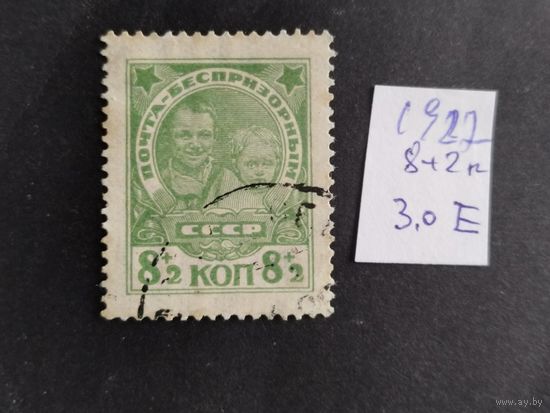 ПОЧТА-БЕСПРИЗОРНЫМ
СССР
8+2 КОП 8+2
1927
8+2 к
3.0 E
www.ay.by